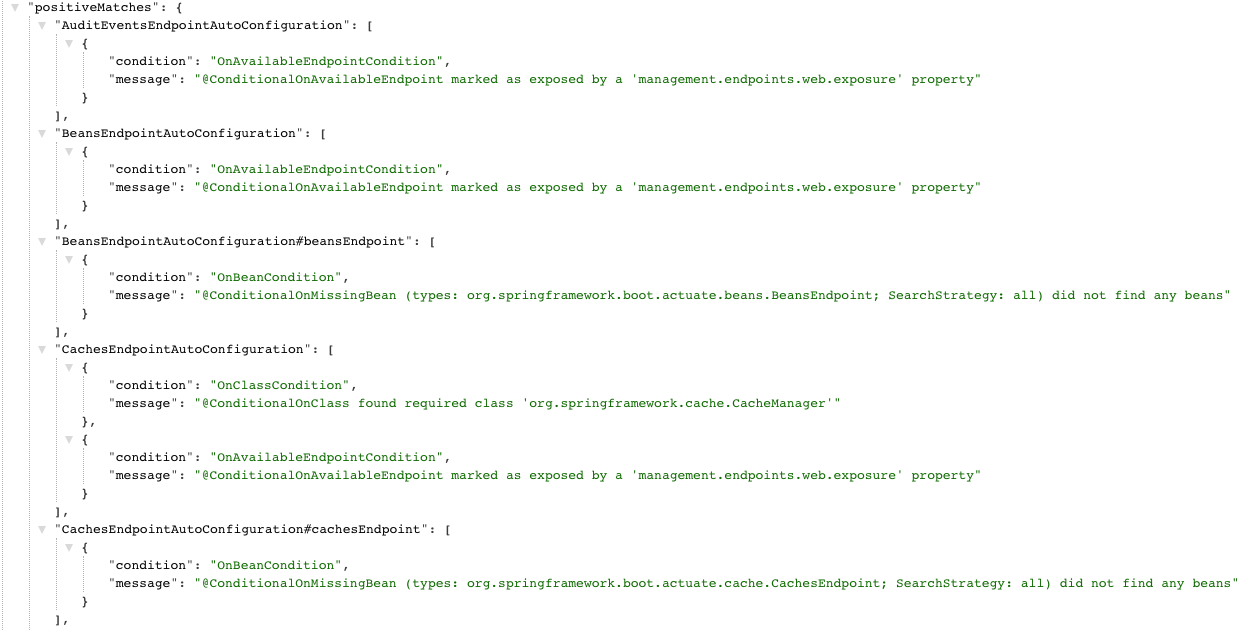 "positiveMatches": {
"AuditEventsEndpointAutoConfiguration": [
{
"condition": "OnAvailableEndpointCondition",
"message": "@ConditionalOnAvailableEndpoint marked as exposed by a 'management.endpoints.web.exposure' property"
}
],
"BeansEndpointAutoConfiguration": [
{
"condition": "OnAvailableEndpointCondition",
"message": "@ConditionalOnAvailableEndpoint marked as exposed by a 'management.endpoints.web.exposure' property"
}
],
"BeansEndpointAutoConfiguration#beansEndpoint": [
{
"condition": "OnBeanCondition",
"message": "@ConditionalOnMissingBean (types: org.springframework.boot.actuate.beans.BeansEndpoint; SearchStrategy: all) did not find any beans"
}
],
"CachesEndpointAutoConfiguration": [
{
"condition": "OnClassCondition",
"message": "@ConditionalOnClass found required class 'org.springframework.cache.CacheManager'"
},
{
"condition": "OnAvailableEndpointCondition",
"message": "@ConditionalOnAvailableEndpoint marked as exposed by a 'management.endpoints.web.exposure' property"
}
],
"CachesEndpointAutoConfiguration#cachesEndpoint": [
{
"condition": "OnBeanCondition",
"message": "@ConditionalOnMissingBean (types: org.springframework.boot.actuate.cache.CachesEndpoint; SearchStrategy: all) did not find any beans"
}
],